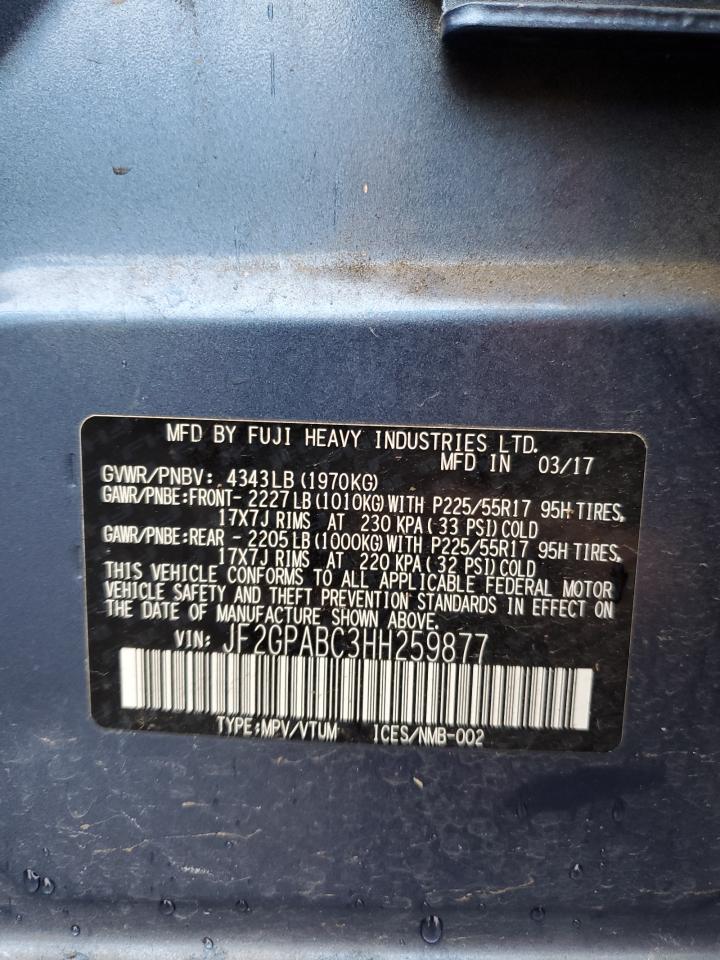 MFD BY FUJI HEAVY INDUSTRIES LTD.
MFD IN 03/17
GVWR/PNBV: 4343LB (1970KG)
GAWR/PNBE:FRONT- 2227LB (1010KG) WITH P225/55R17 95H TIRES,
17X7J RIMS AT 230 KPA( 33 PSI) COLD
GAWR/PNBE:REAR - 2205LB (1000KG) WITH P225/55R17 95H TIRES,
17X7J RIMS AT 220 KPA( 32 PSI) COLD
THIS VEHICLE CONFORMS TO ALL APPLICABLE FEDERAL MOTOR
VEHICLE SAFETY AND THEFT PREVENTION STANDARDS IN EFFECT ON
THE DATE OF MANUFACTURE SHOWN ABOVE.
VIN: JF2GPABC3HH259877
TYPE:MPV/VTUM ICES/NMB-002